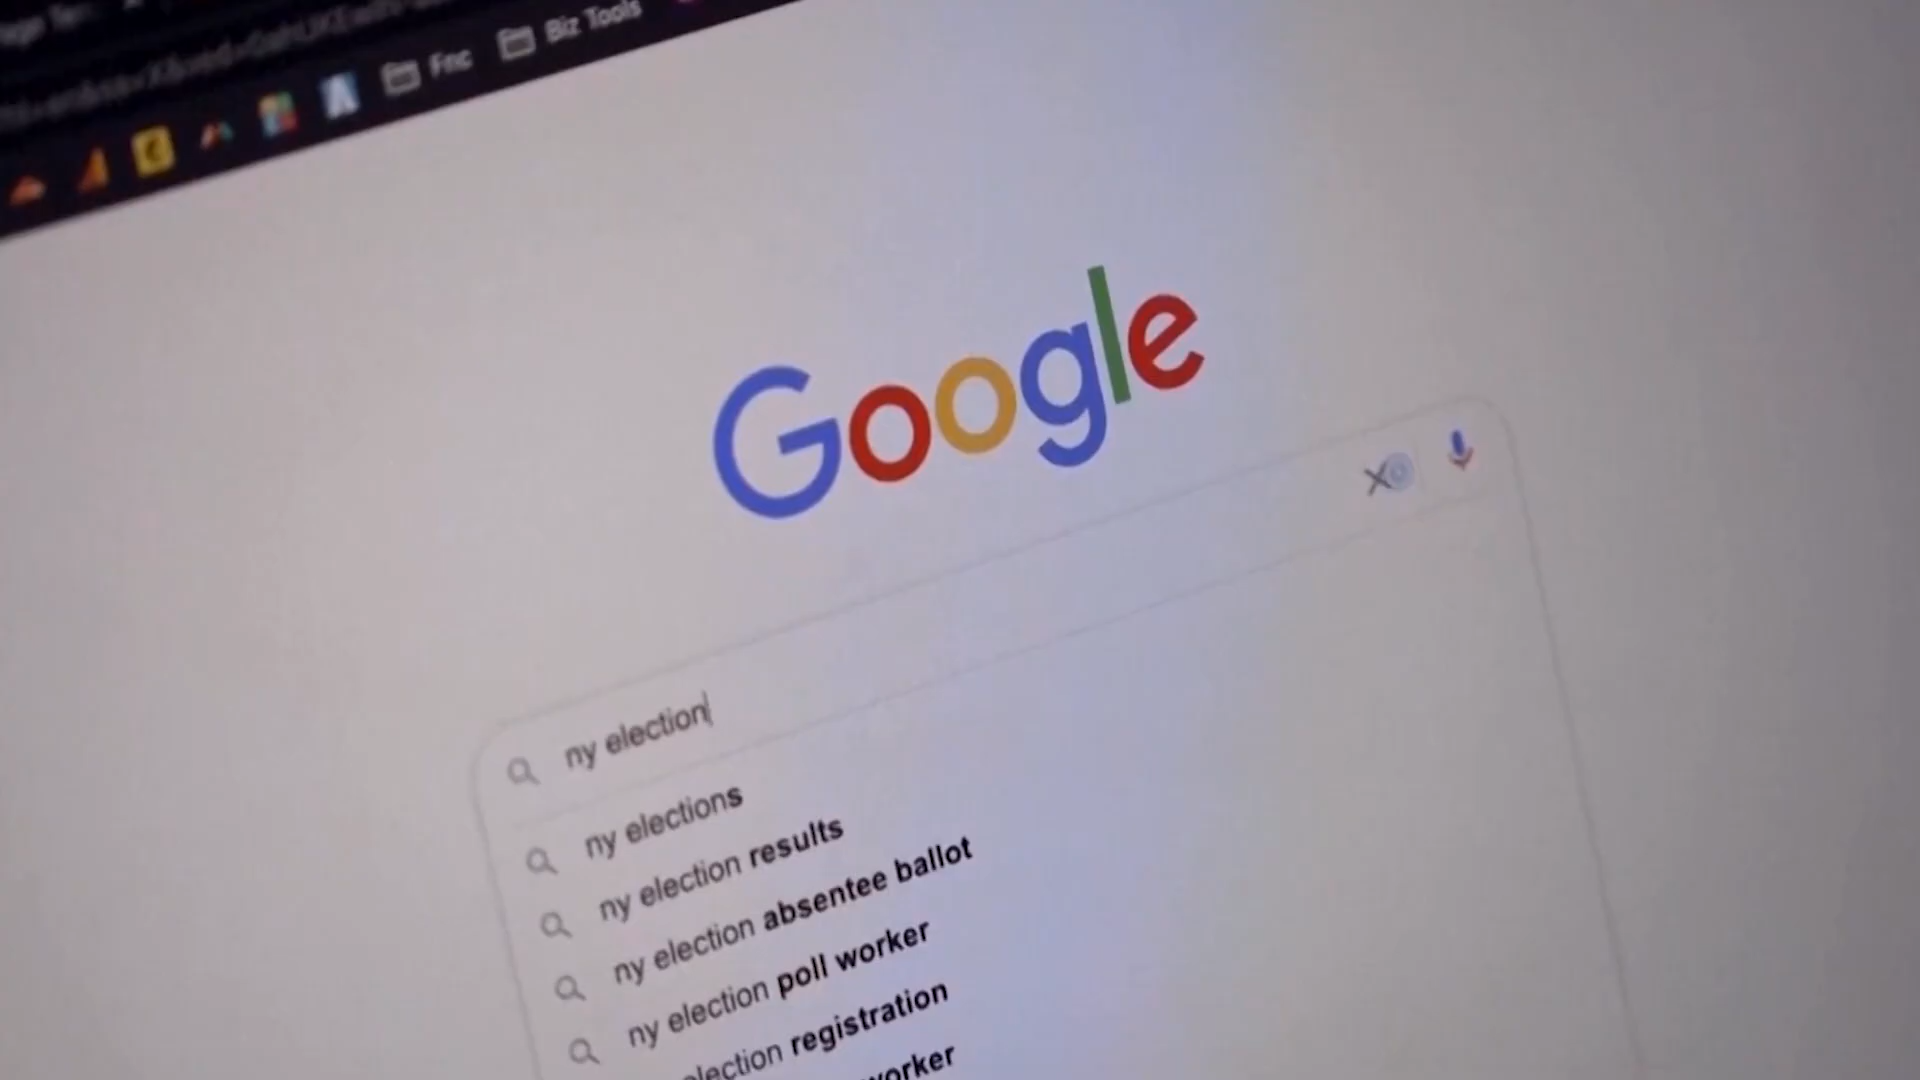 Fnc
Biz Tools
Google
ny election
ny elections
ny election results
ny election absentee ballot
ny election poll worker
election registration
worker